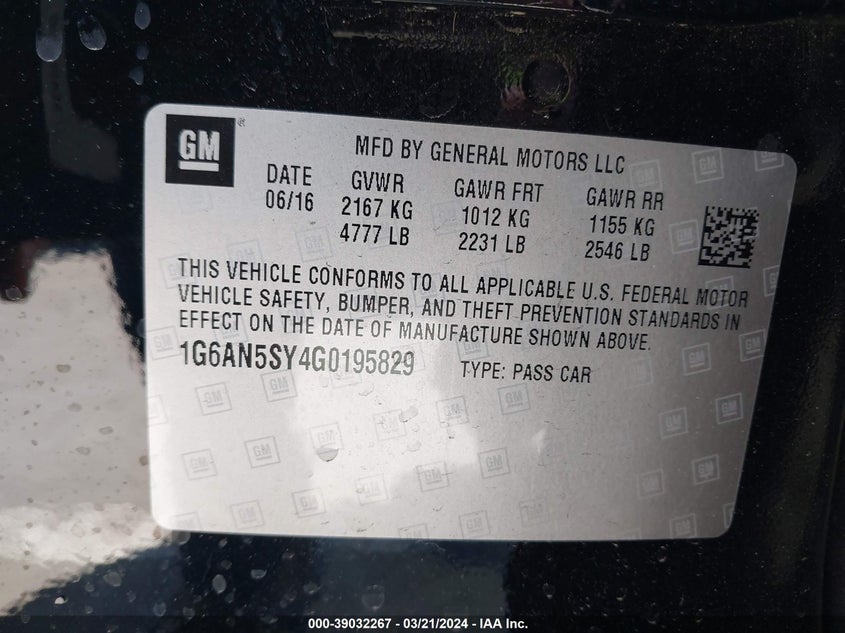 GM
MFD BY GENERAL MOTORS LLC
DATE GVWR GAWR FRT GAWR RR
06/16 2167 KG 1012 KG 1155 KG
4777 LB 2231 LB 2546 LB
THIS VEHICLE CONFORMS TO ALL APPLICABLE U.S. FEDERAL MOTOR
VEHICLE SAFETY, BUMPER, AND THEFT PREVENTION STANDARDS IN
EFFECT ON THE DATE OF MANUFACTURE SHOWN ABOVE.
1G6AN5SY4G0195829 TYPE: PASS CAR
000-39032267 - 03/21/2024 - IAA Inc.